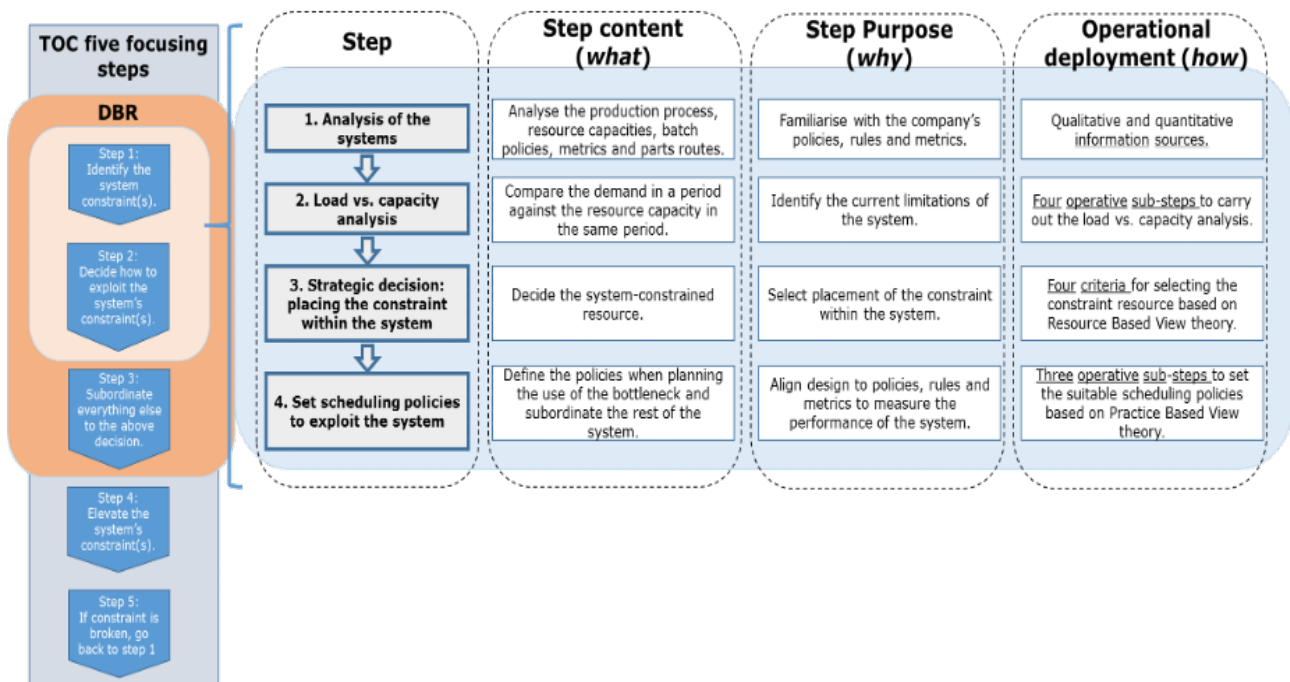 TOC five focusing
steps
DBR
Step 1:
Identify the
system
constraint(s).
Step 2:
Decide how to
exploit the
system's
constraint(s).
Step 3:
Subordinate
everything else
to the above
decision.
Step 4:
Elevate the
system's
constraint(s).
Step 5:
If constraint is
broken, go
back to step 1
Step
Step content
(what)
Step Purpose
(why)
Operational
deployment (how)
1. Analysis of the
systems
Analyse the production process,
resource capacities, batch
policies, metrics and parts routes.
Familiarise with the company's
policies, rules and metrics.
Qualitative and quantitative
information sources.
2. Load vs. capacity
analysis
Compare the demand in a period
against the resource capacity in
the same period.
Identify the current limitations of
the system.
Four operative sub-steps to carry
out the load vs. capacity analysis.
3. Strategic decision:
placing the constraint
within the system
Decide the system-constrained
resource.
Select placement of the constraint
within the system.
Four criteria for selecting the
constraint resource based on
Resource Based View theory.
4. Set scheduling policies
to exploit the system
Define the policies when planning
the use of the bottleneck and
subordinate the rest of the
system.
Align design to policies, rules and
metrics to measure the
performance of the system.
Three operative sub-steps to set
the suitable scheduling policies
based on Practice Based View
theory.